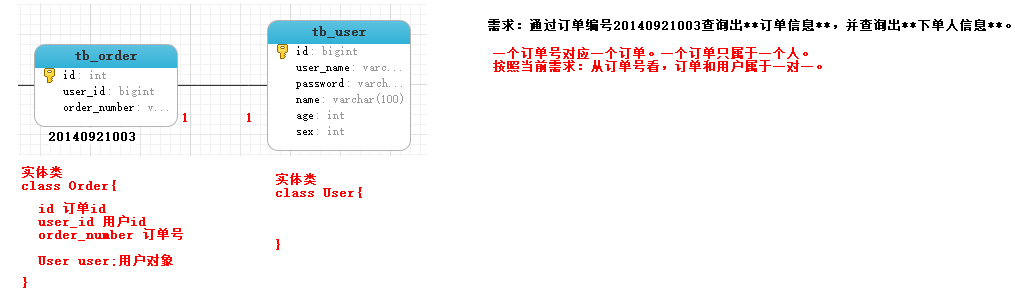 tb_order
id: int
user_id: bigint
order_number: v...
20140921003
1
1
tb_user
id: bigint
user_name: varc...
password: varch...
name: varchar(100)
age: int
sex: int
需求：通过订单编号20140921003查询出**订单信息**，并查询出**下单人信息**。
一个订单号对应一个订单。一个订单只属于一个人。
按照当前需求：从订单号看，订单和用户属于一对一。
实体类
class Order{
id 订单id
user_id 用户id
order_number 订单号
User user;用户对象
}
实体类
class User{
}